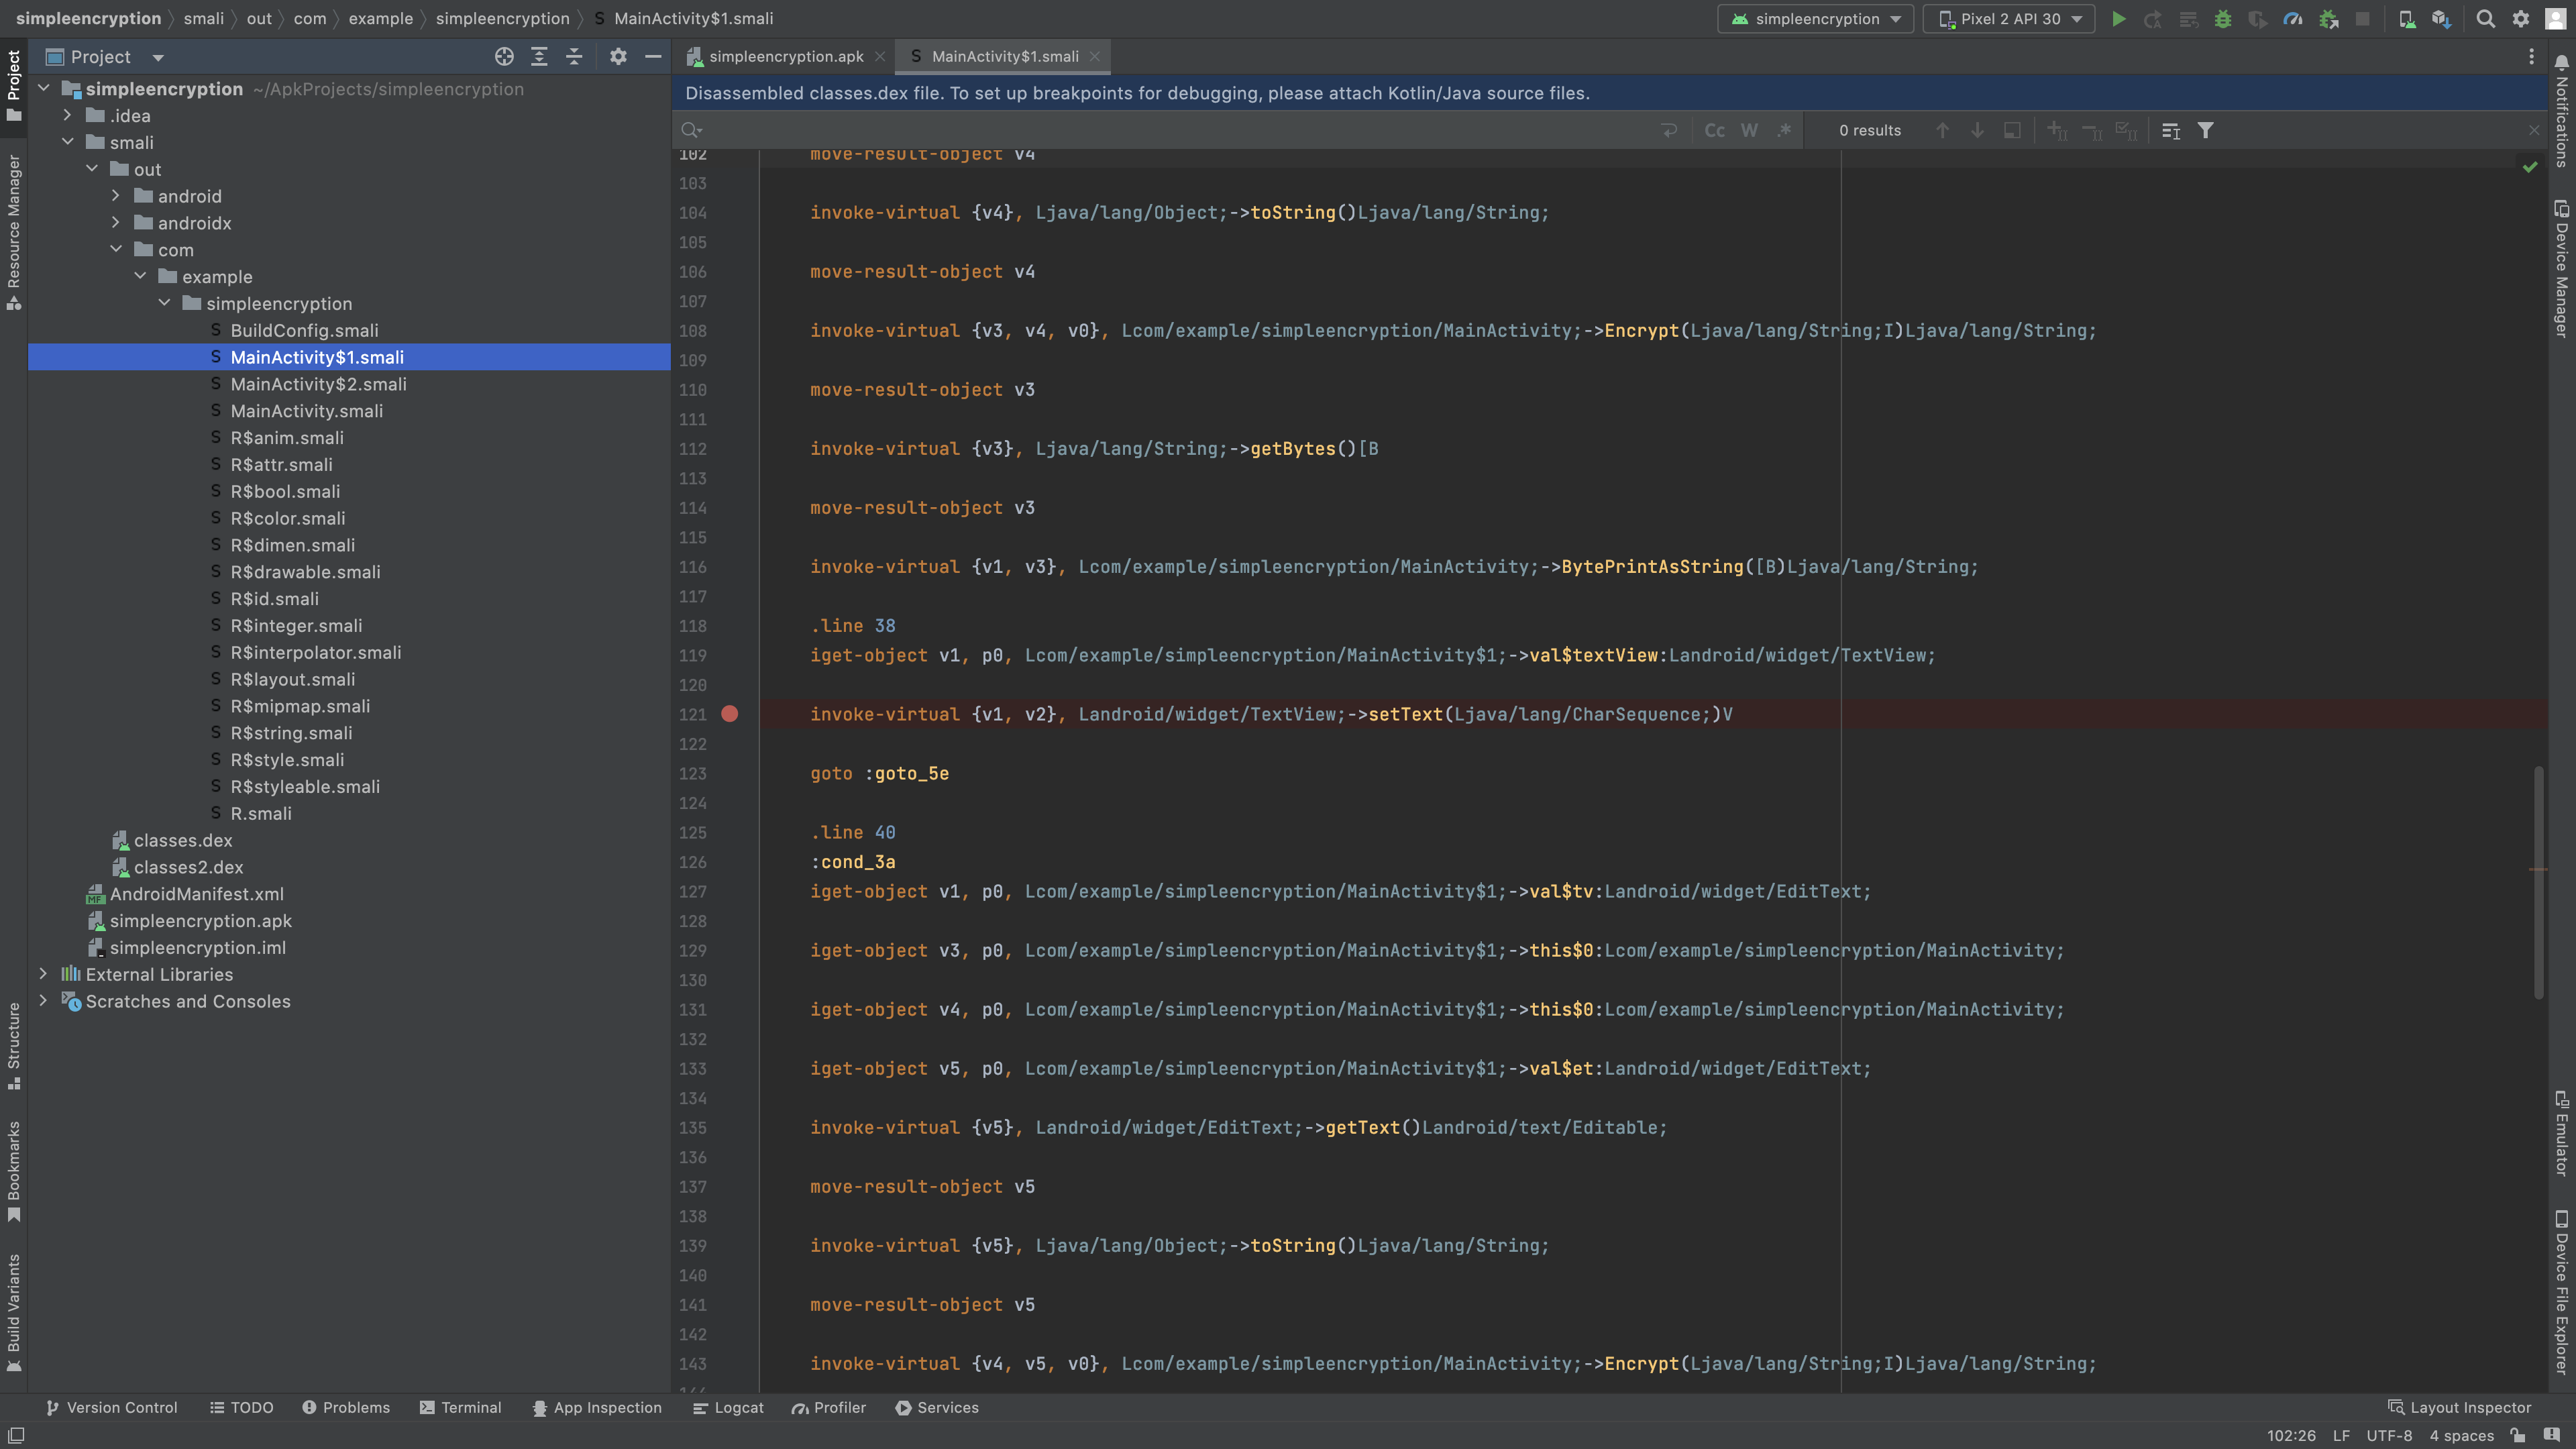 simpleencryption smali out com example simpleencryption S MainActivity$1.smali simpleencryption Pixel 2 API 30
Project
simpleencryption.apk S MainActivity$1.smali
simpleencryption ~/ApkProjects/simpleencryption
.idea
smali
out
android
androidx
com
example
simpleencryption
S BuildConfig.smali
S MainActivity$1.smali
S MainActivity$2.smali
S MainActivity.smali
S R$anim.smali
S R$attr.smali
S R$bool.smali
S R$color.smali
S R$dimen.smali
S R$drawable.smali
S R$id.smali
S R$integer.smali
S R$interpolator.smali
S R$layout.smali
S R$mipmap.smali
S R$string.smali
S R$style.smali
S R$styleable.smali
S R.smali
classes.dex
classes2.dex
MF AndroidManifest.xml
simpleencryption.apk
simpleencryption.iml
External Libraries
Scratches and Consoles
Project
Resource Manager
Structure
Bookmarks
Build Variants
Disassembled classes.dex file. To set up breakpoints for debugging, please attach Kotlin/Java source files.
Cc W .* 0 results
102 move-result-object v4
103
104 invoke-virtual {v4}, Ljava/lang/Object;->toString()Ljava/lang/String;
105
106 move-result-object v4
107
108 invoke-virtual {v3, v4, v0}, Lcom/example/simpleencryption/MainActivity;->Encrypt(Ljava/lang/String;I)Ljava/lang/String;
109
110 move-result-object v3
111
112 invoke-virtual {v3}, Ljava/lang/String;->getBytes()[B
113
114 move-result-object v3
115
116 invoke-virtual {v1, v3}, Lcom/example/simpleencryption/MainActivity;->BytePrintAsString([B)Ljava/lang/String;
117
118 .line 38
119 iget-object v1, p0, Lcom/example/simpleencryption/MainActivity$1;->val$textView:Landroid/widget/TextView;
120
121 invoke-virtual {v1, v2}, Landroid/widget/TextView;->setText(Ljava/lang/CharSequence;)V
122
123 goto :goto_5e
124
125 .line 40
126 :cond_3a
127 iget-object v1, p0, Lcom/example/simpleencryption/MainActivity$1;->val$tv:Landroid/widget/EditText;
128
129 iget-object v3, p0, Lcom/example/simpleencryption/MainActivity$1;->this$0:Lcom/example/simpleencryption/MainActivity;
130
131 iget-object v4, p0, Lcom/example/simpleencryption/MainActivity$1;->this$0:Lcom/example/simpleencryption/MainActivity;
132
133 iget-object v5, p0, Lcom/example/simpleencryption/MainActivity$1;->val$et:Landroid/widget/EditText;
134
135 invoke-virtual {v5}, Landroid/widget/EditText;->getText()Landroid/text/Editable;
136
137 move-result-object v5
138
139 invoke-virtual {v5}, Ljava/lang/Object;->toString()Ljava/lang/String;
140
141 move-result-object v5
142
143 invoke-virtual {v4, v5, v0}, Lcom/example/simpleencryption/MainActivity;->Encrypt(Ljava/lang/String;I)Ljava/lang/String;
Notifications
Device Manager
Emulator
Device File Explorer
Version Control TODO Problems Terminal App Inspection Logcat Profiler Services Layout Inspector
102:26 LF UTF-8 4 spaces